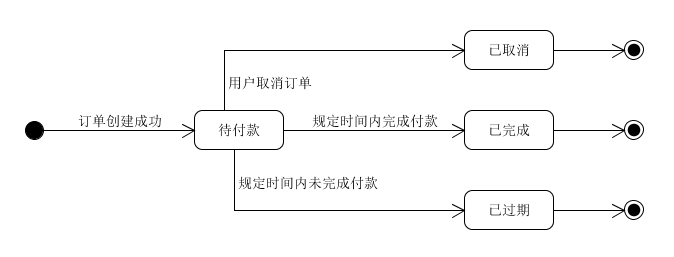 已取消
用户取消订单
订单创建成功
待付款
规定时间内完成付款
已完成
规定时间内未完成付款
已过期